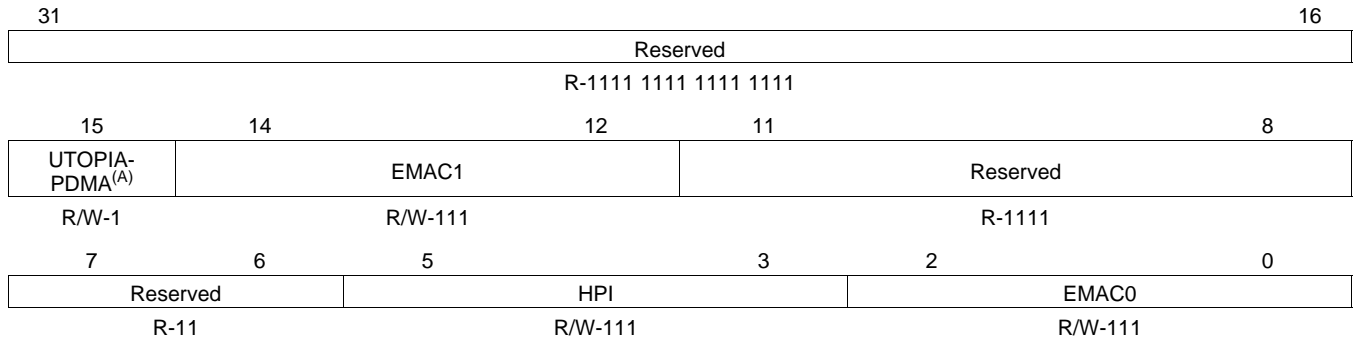 31 16
Reserved
R-1111 1111 1111 1111
15 14 12 11 8
UTOPIA-
PDMA(A) EMAC1 Reserved
R/W-1 R/W-111 R-1111
7 6 5 3 2 0
Reserved HPI EMAC0
R-11 R/W-111 R/W-111